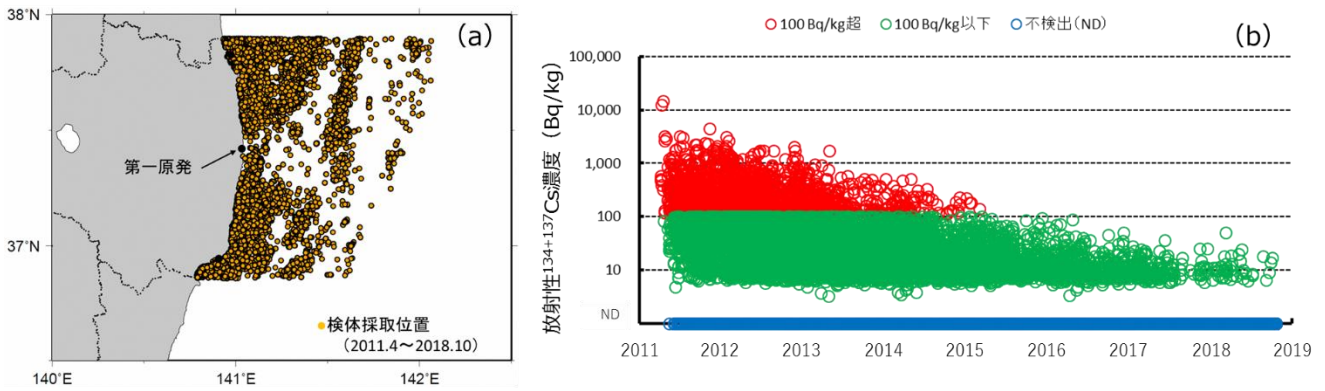 38°N
37°N
140°E
141°E
142°E
(a)
第一原発
●検体採取位置
(2011.4〜2018.10)
○ 100 Bq/kg超 ○ 100 Bq/kg以下 ○ 不検出(ND)
(b)
放射性134+137Cs濃度 (Bq/kg)
100,000
10,000
1,000
100
10
ND
2011 2012 2013 2014 2015 2016 2017 2018 2019